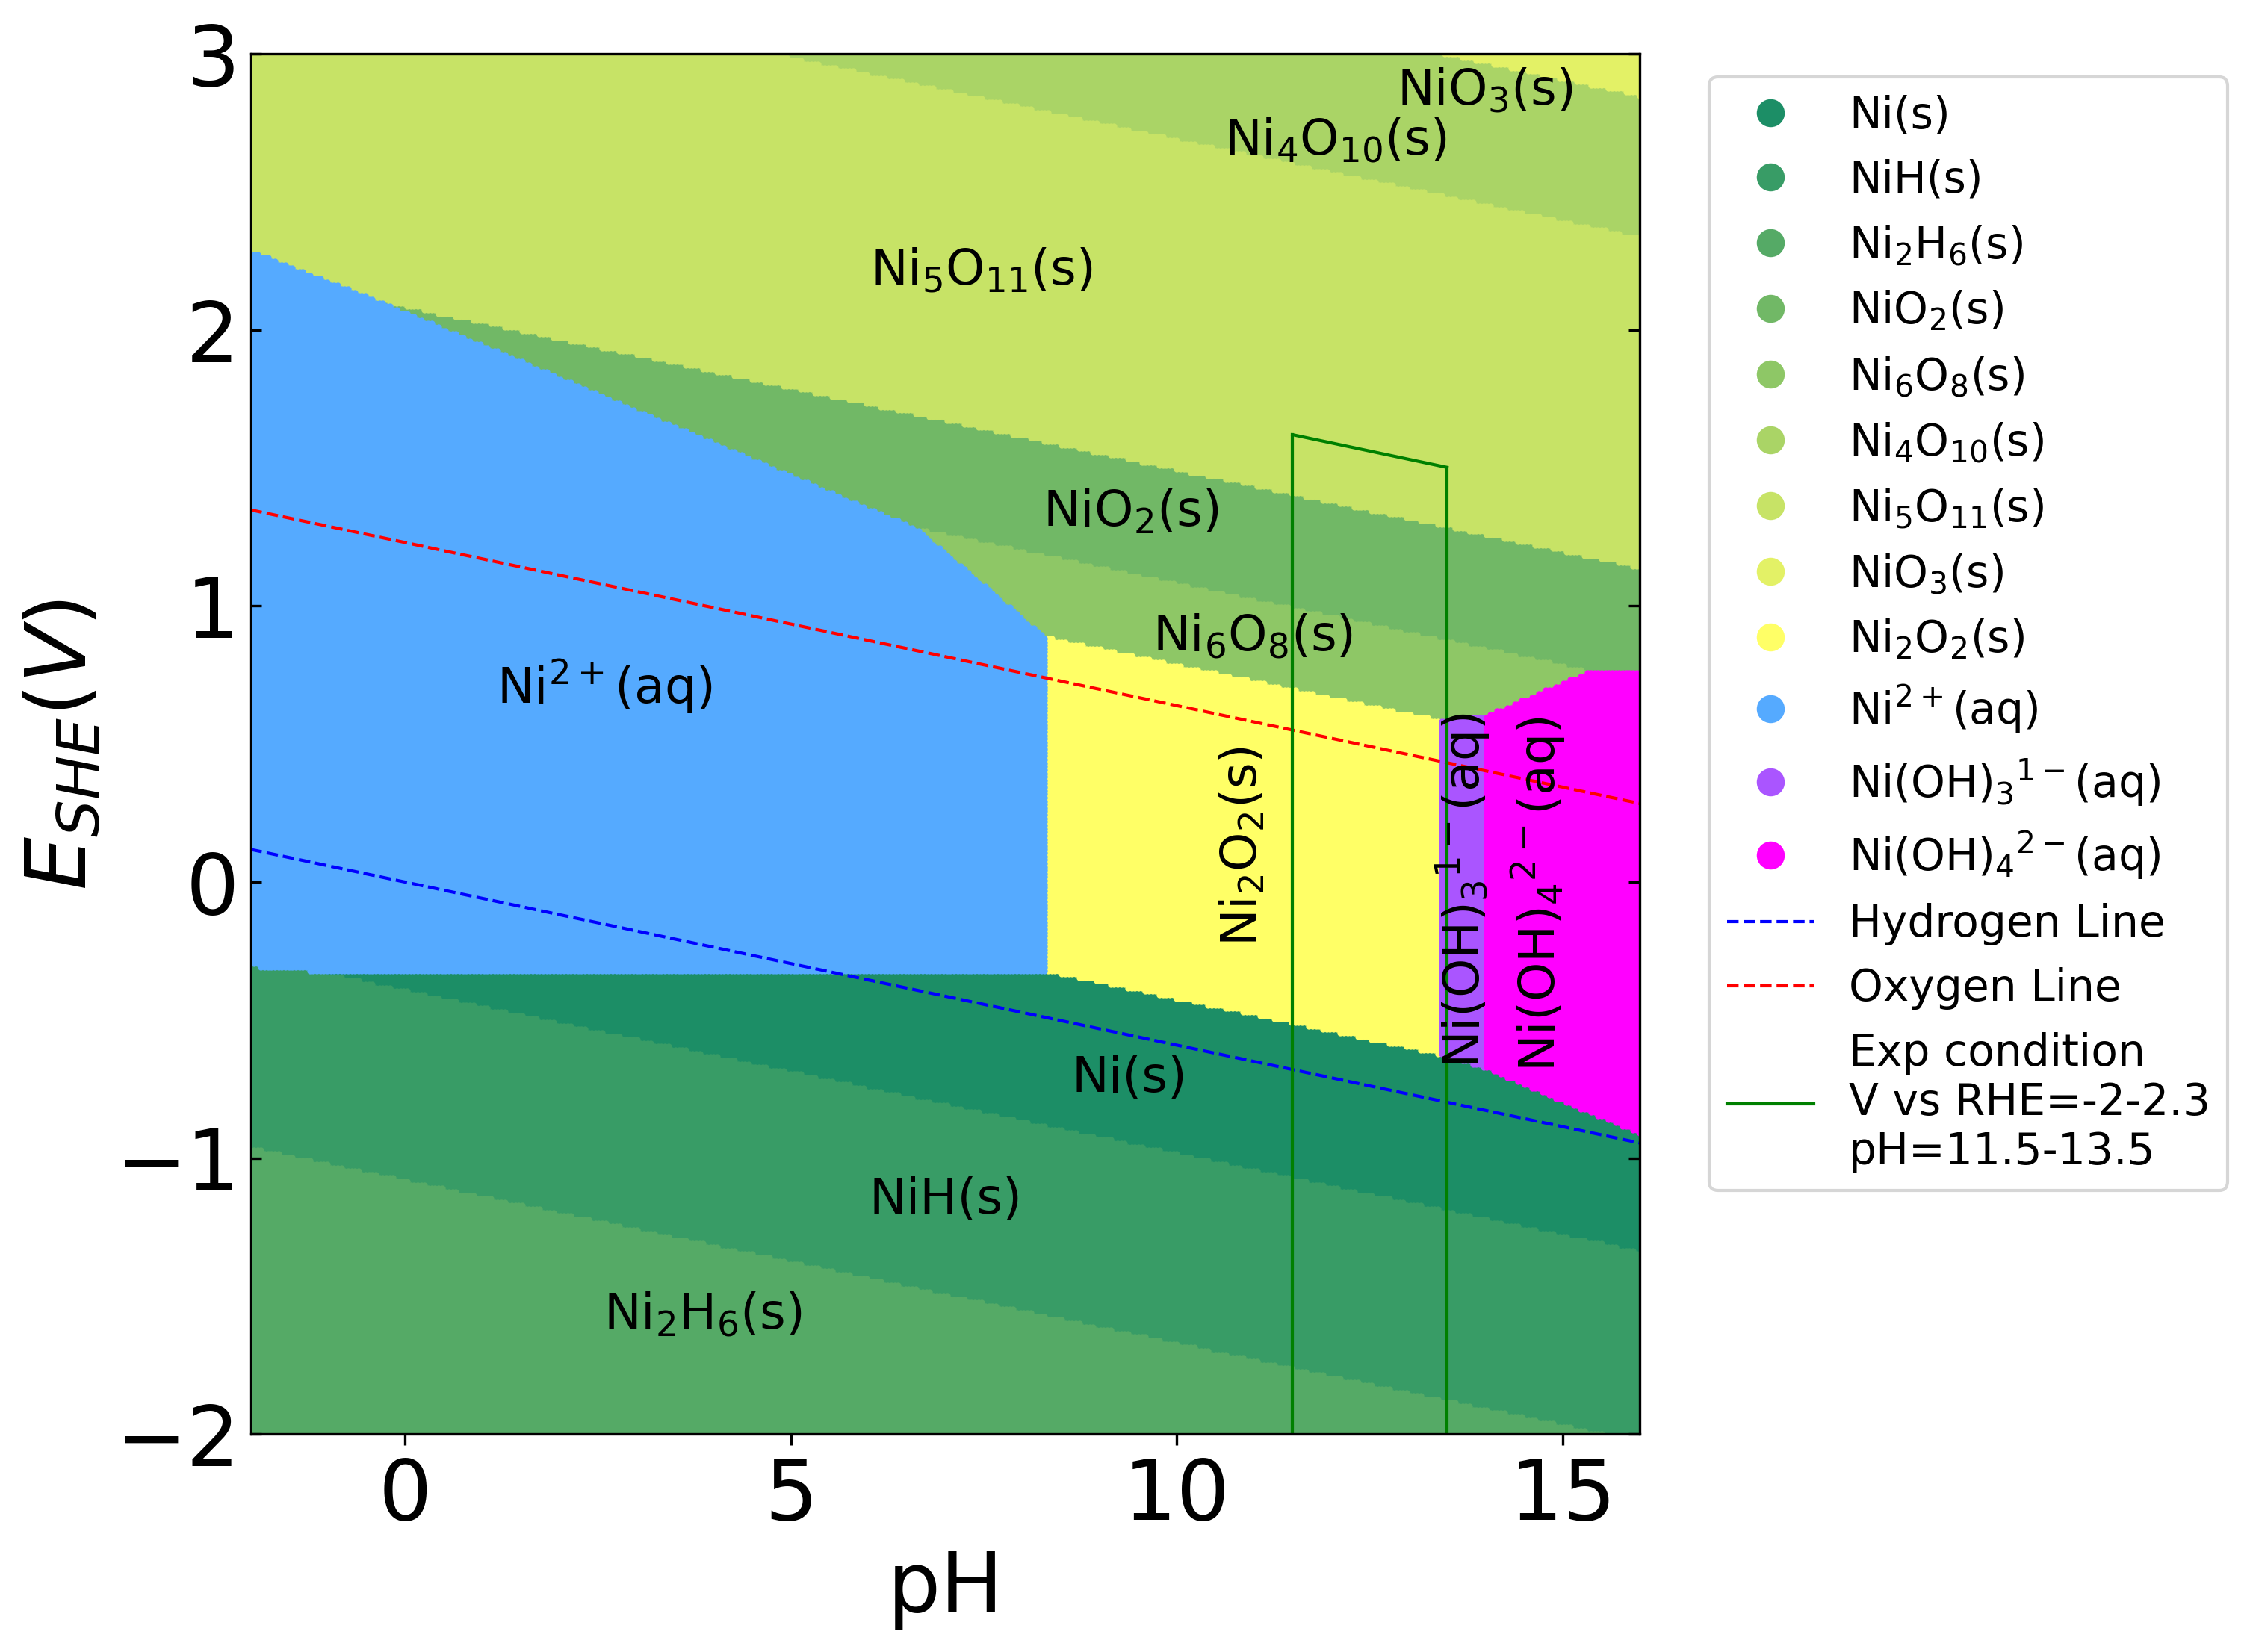 3
2
1
0
−1
−2
0 5 10 15
E_SHE(V)
pH
NiO₃(s)
Ni₄O₁₀(s)
Ni₅O₁₁(s)
NiO₂(s)
Ni₆O₈(s)
Ni²⁺(aq)
Ni₂O₂(s)
Ni(OH)₃¹⁻(aq)
Ni(OH)₄²⁻(aq)
Ni(s)
NiH(s)
Ni₂H₆(s)
Ni(s)
NiH(s)
Ni₂H₆(s)
NiO₂(s)
Ni₆O₈(s)
Ni₄O₁₀(s)
Ni₅O₁₁(s)
NiO₃(s)
Ni₂O₂(s)
Ni²⁺(aq)
Ni(OH)₃¹⁻(aq)
Ni(OH)₄²⁻(aq)
Hydrogen Line
Oxygen Line
Exp condition
V vs RHE=-2-2.3
pH=11.5-13.5